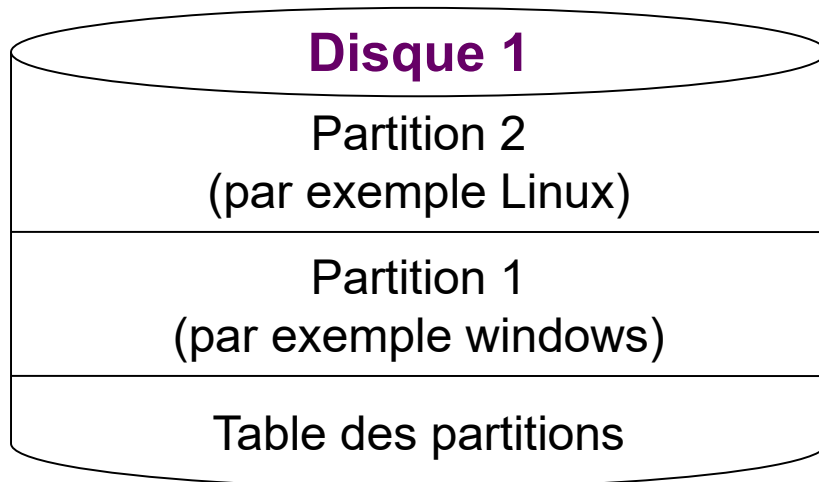 Disque 1
Partition 2
(par exemple Linux)
Partition 1
(par exemple windows)
Table des partitions